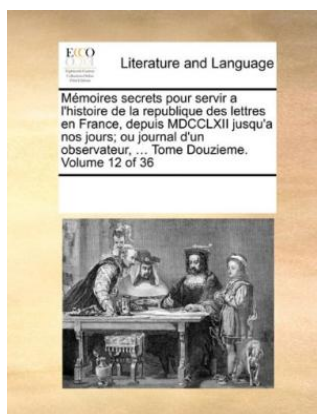 ECCO
Literature and Language
Mémoires secrets pour servir a
l'histoire de la republique des lettres
en France, depuis MDCCLXII jusqu'a
nos jours; ou journal d'un
observateur, ... Tome Douzieme.
Volume 12 of 36